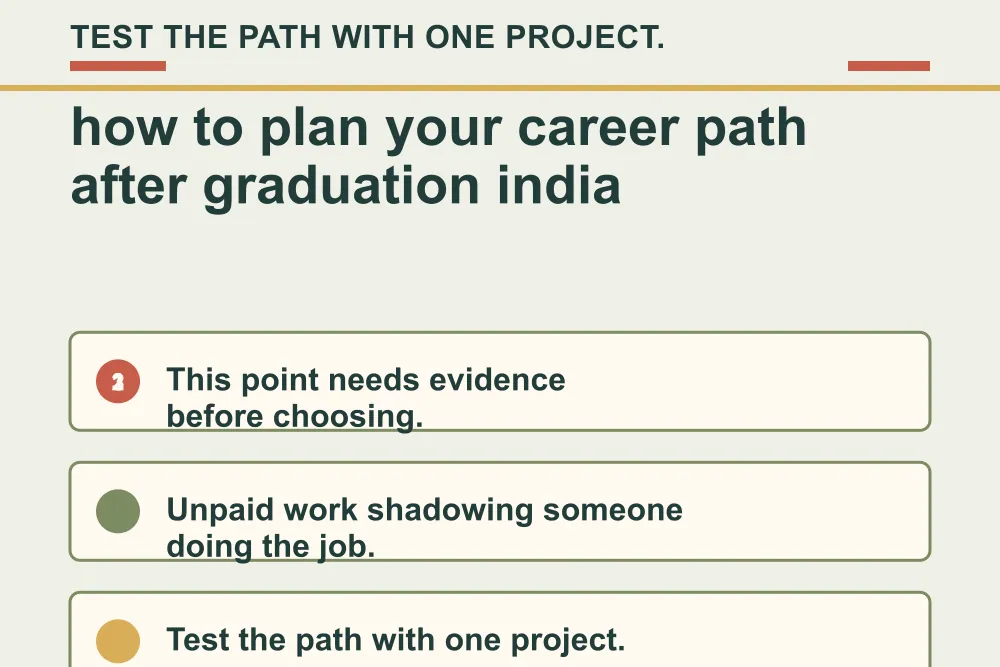 TEST THE PATH WITH ONE PROJECT.
how to plan your career path
after graduation india
This point needs evidence
before choosing.
Unpaid work shadowing someone
doing the job.
Test the path with one project.